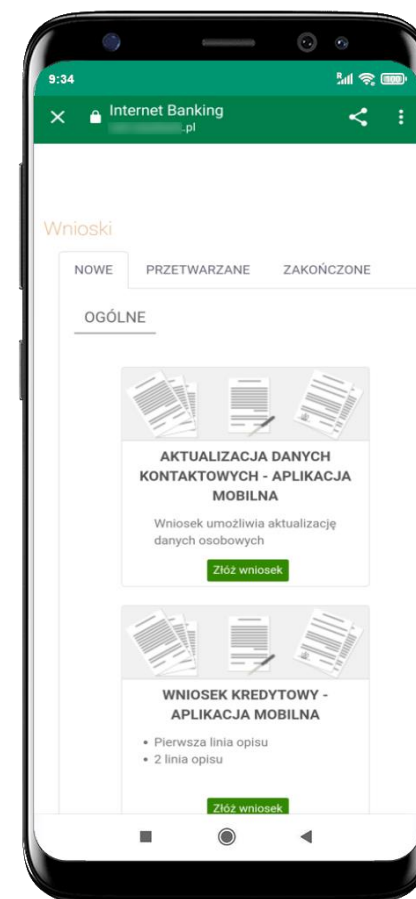 9:34
R
100
Internet Banking
.pl
Wnioski
NOWE PRZETWARZANE ZAKOŃCZONE
OGÓLNE
AKTUALIZACJA DANYCH
KONTAKTOWYCH - APLIKACJA
MOBILNA
Wniosek umożliwia aktualizację
danych osobowych
Złóż wniosek
WNIOSEK KREDYTOWY -
APLIKACJA MOBILNA
• Pierwsza linia opisu
• 2 linia opisu
Złóż wniosek